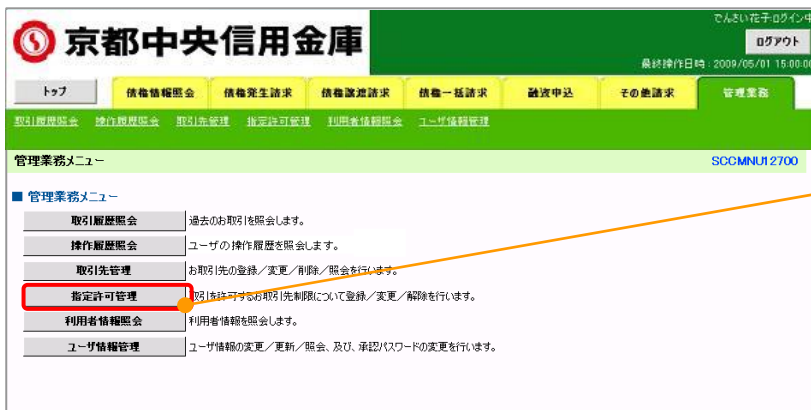 でんさい花子ログイン中
京都中央信用金庫
ログアウト
最終操作日時：2009/05/01 15:00:00
トップ 債権情報照会 債権発生請求 債権譲渡請求 債権一括請求 融資申込 その他請求 管理業務
取引履歴照会 操作履歴照会 取引先管理 指定許可管理 利用者情報照会 ユーザ情報管理
管理業務メニュー SCCMNU12700
■ 管理業務メニュー
取引履歴照会 過去のお取引を照会します。
操作履歴照会 ユーザの操作履歴を照会します。
取引先管理 お取引先の登録／変更／削除／照会を行います。
指定許可管理 取引を許可するお取引先制限について登録／変更／解除を行います。
利用者情報照会 利用者情報を照会します。
ユーザ情報管理 ユーザ情報の変更／更新／照会、及び、承認パスワードの変更を行います。